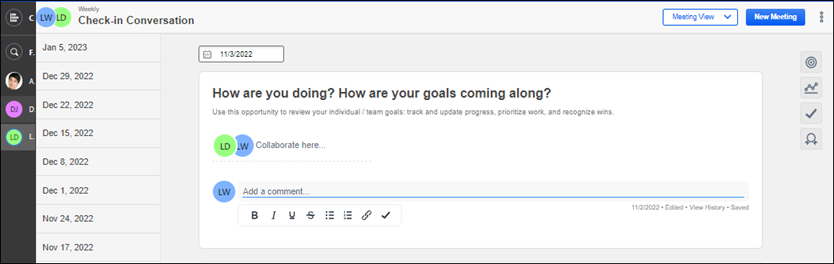 Weekly
LW LD Check-in Conversation
Meeting View
New Meeting
C
F.
A.
DJ D.
LD L.
Jan 5, 2023
Dec 29, 2022
Dec 22, 2022
Dec 15, 2022
Dec 8, 2022
Dec 1, 2022
Nov 24, 2022
Nov 17, 2022
11/3/2022
How are you doing? How are your goals coming along?
Use this opportunity to review your individual / team goals: track and update progress, prioritize work, and recognize wins.
LD LW Collaborate here...
LW Add a comment...
11/2/2022 • Edited • View History • Saved
B I U S